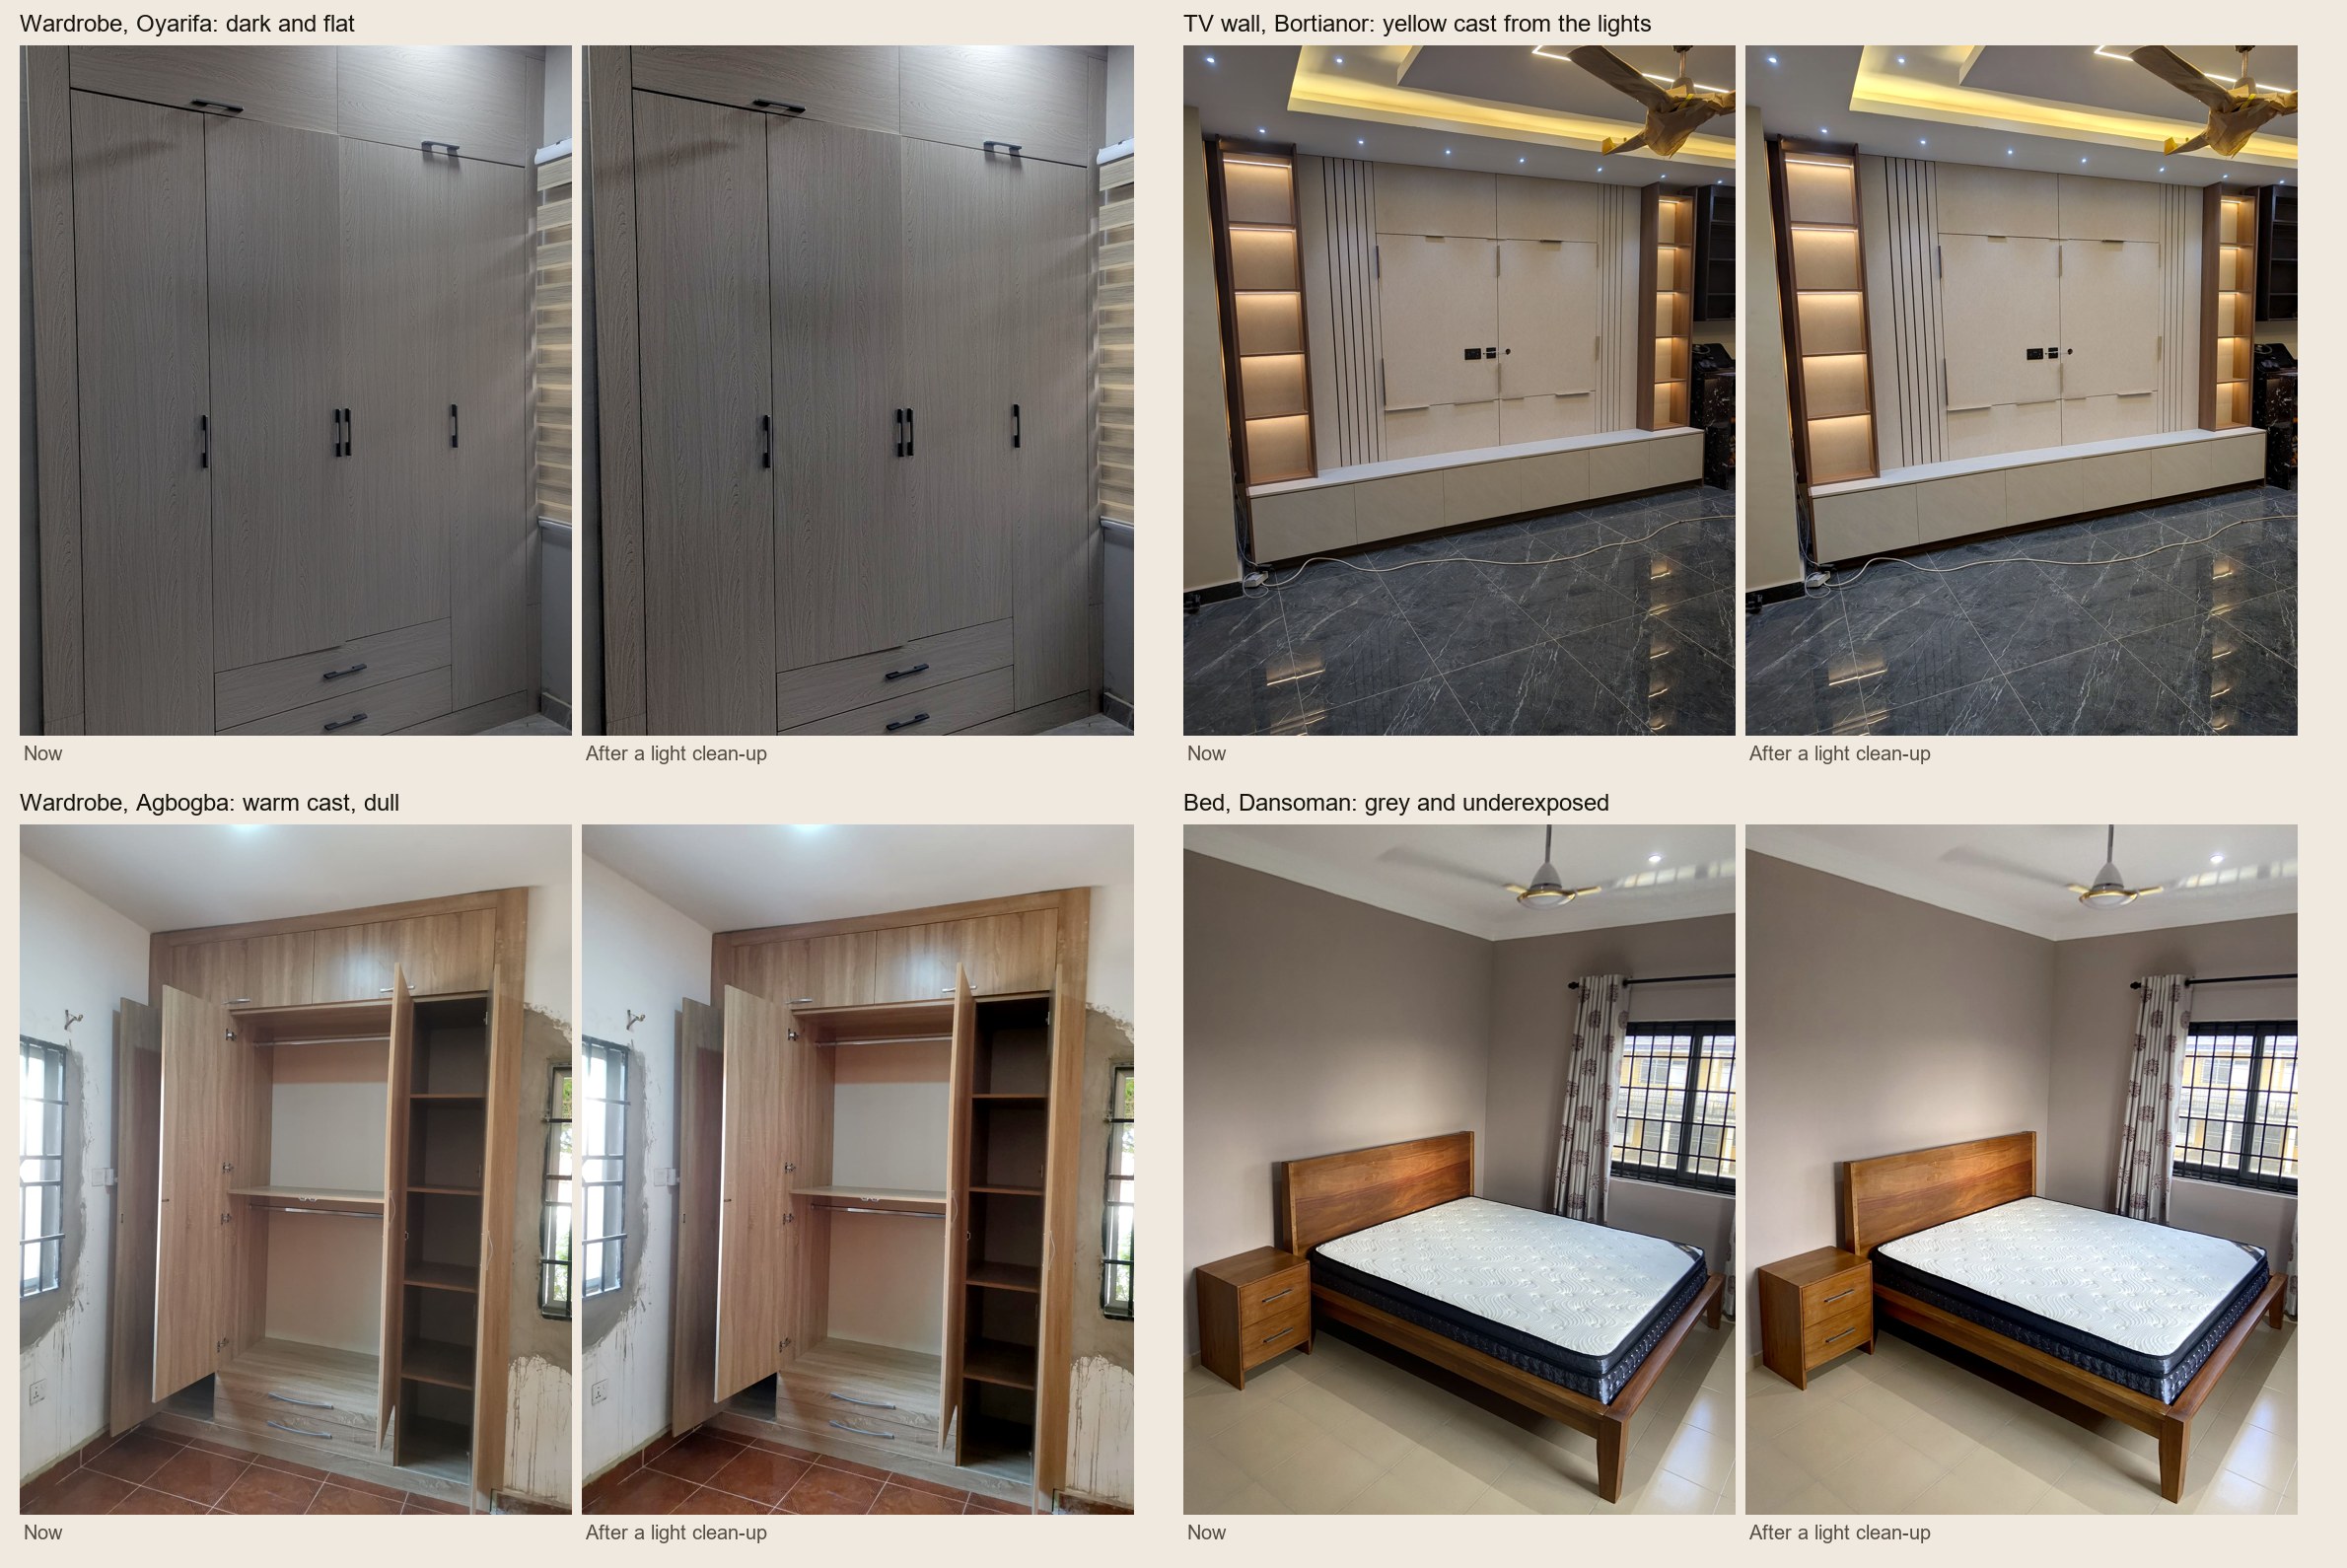 Wardrobe, Oyarifa: dark and flat
Now
After a light clean-up
TV wall, Bortianor: yellow cast from the lights
Now
After a light clean-up
Wardrobe, Agbogba: warm cast, dull
Now
After a light clean-up
Bed, Dansoman: grey and underexposed
Now
After a light clean-up